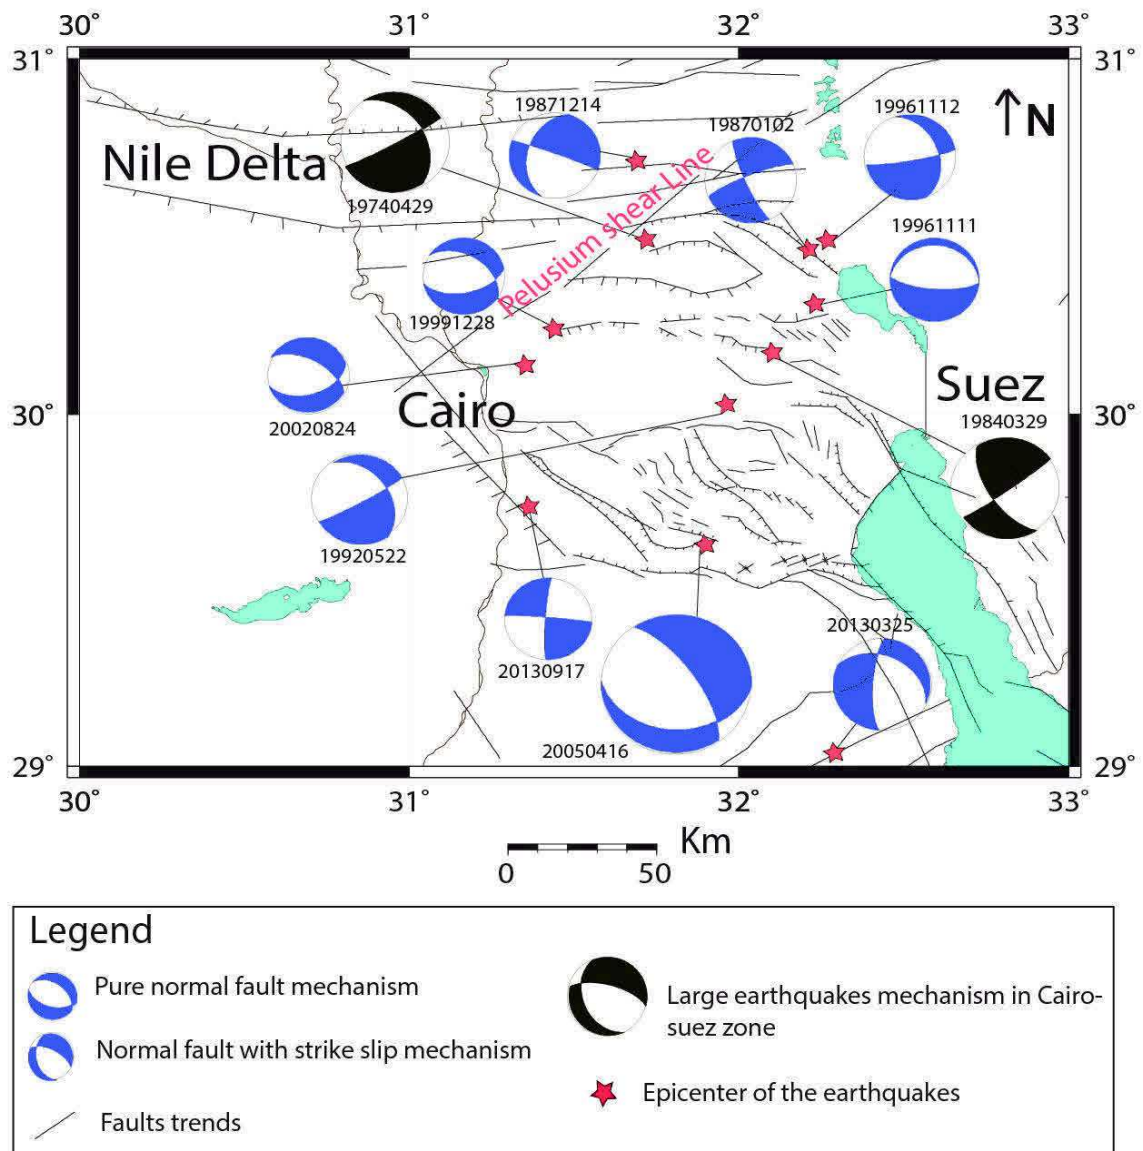 30° 31° 32° 33°
31° 31°
19871214
19961112
19870102
N
Nile Delta
Pelusium shear Line
19740429
19961111
19991228
Suez
30° Cairo 30°
19840329
20020824
19920522
20130325
20130917
20050416
29° 29°
30° 31° 32° 33°
Km
0 50
Legend
Pure normal fault mechanism
Large earthquakes mechanism in Cairo-
suez zone
Normal fault with strike slip mechanism
Epicenter of the earthquakes
Faults trends